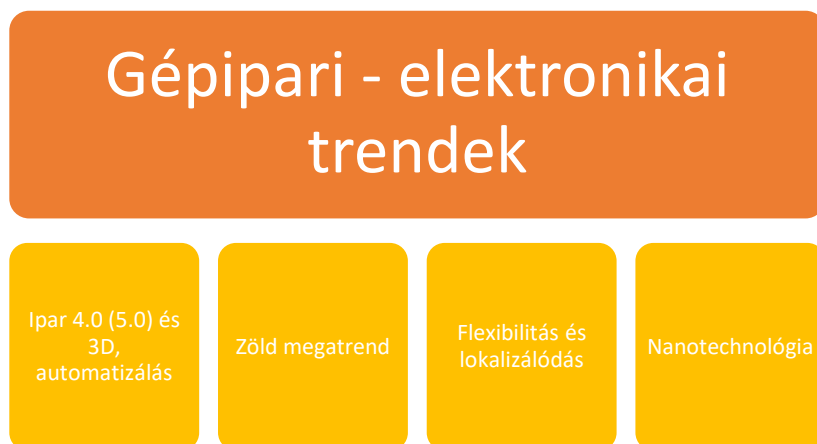 Gépipari - elektronikai
trendek
Ipar 4.0 (5.0) és
3D,
automatizálás
Zöld megatrend
Flexibilitás és
lokalizálódás
Nanotechnológia